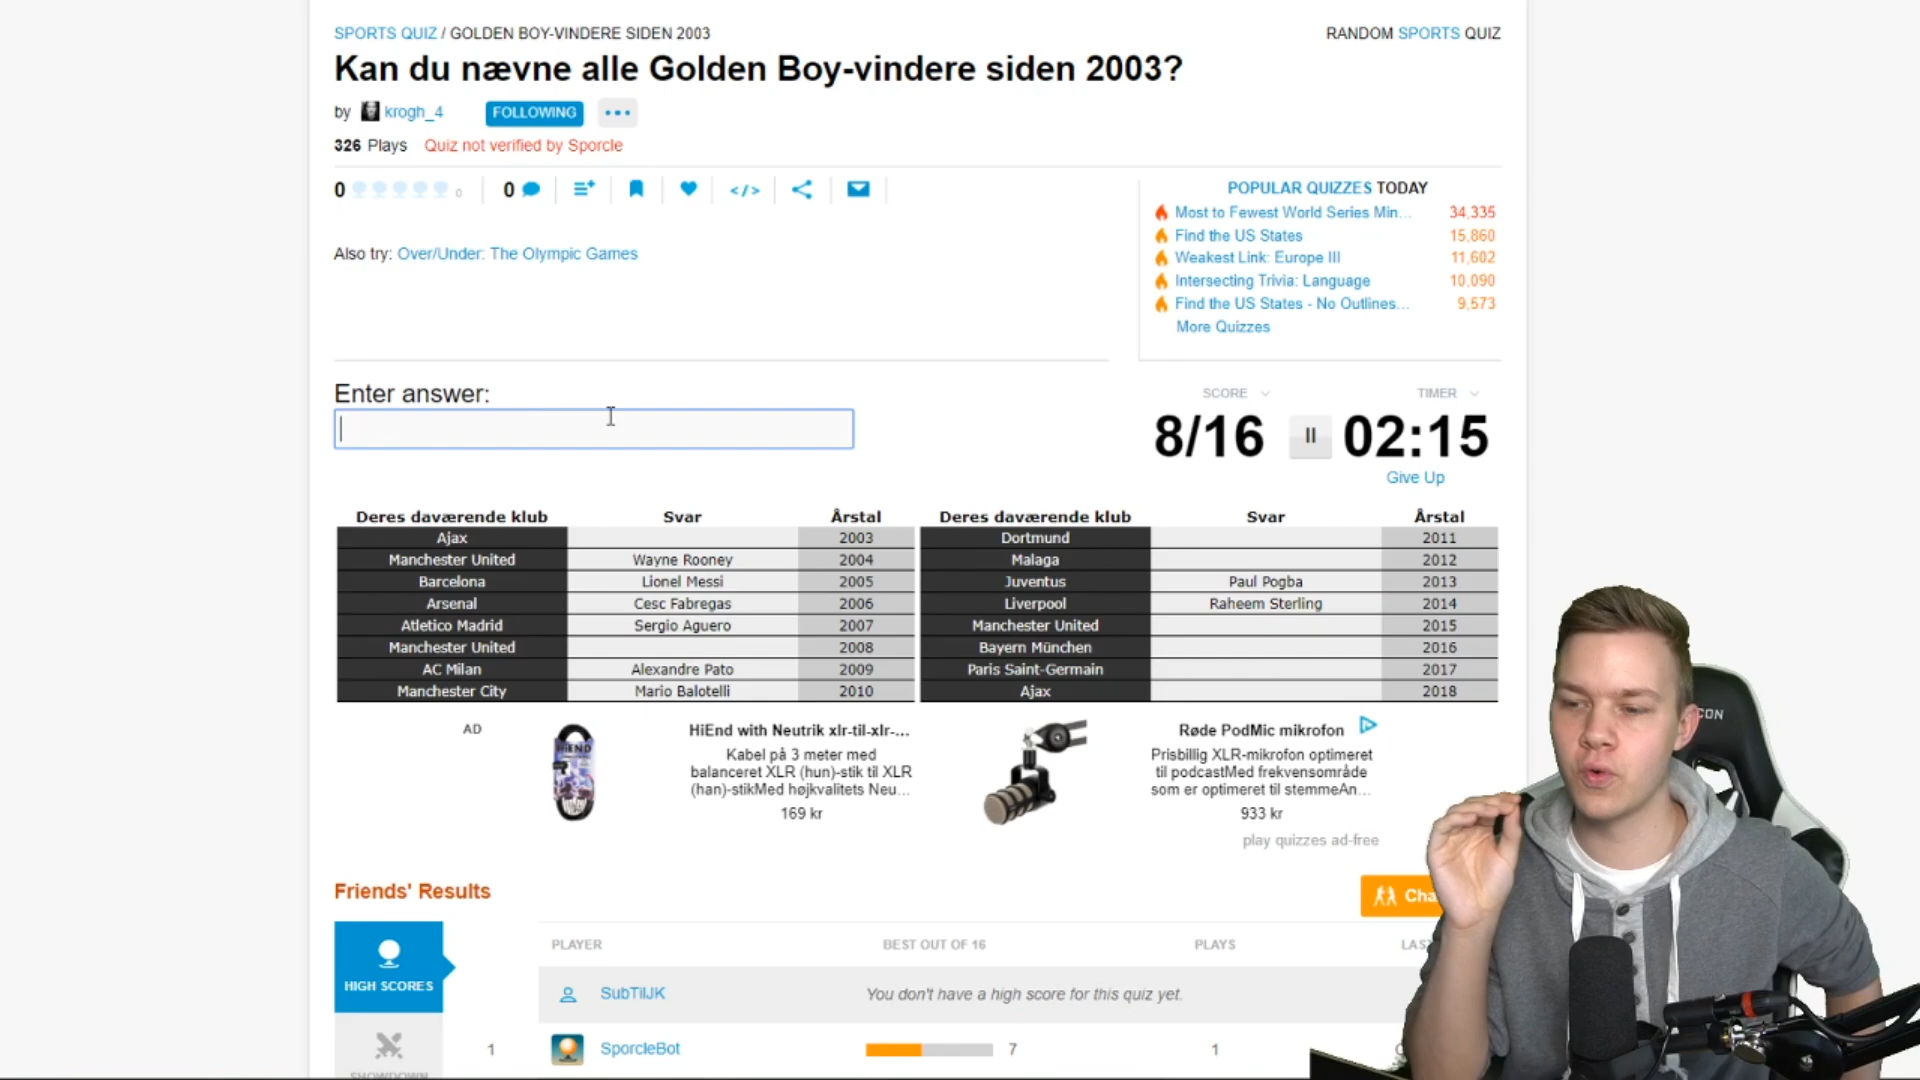 SPORTS QUIZ / GOLDEN BOY-VINDERE SIDEN 2003
RANDOM SPORTS QUIZ
Kan du nævne alle Golden Boy-vindere siden 2003?
by krogh_4 FOLLOWING
326 Plays Quiz not verified by Sporcle
0 0 0
POPULAR QUIZZES TODAY
Most to Fewest World Series Min... 34,335
Find the US States 15,860
Weakest Link: Europe III 11,602
Intersecting Trivia: Language 10,090
Find the US States - No Outlines... 9,573
More Quizzes
Also try: Over/Under: The Olympic Games
Enter answer:
SCORE TIMER
8/16 02:15
Give Up
Deres daværende klub Svar Årstal Deres daværende klub Svar Årstal
Ajax 2003 Dortmund 2011
Manchester United Wayne Rooney 2004 Malaga 2012
Barcelona Lionel Messi 2005 Juventus Paul Pogba 2013
Arsenal Cesc Fabregas 2006 Liverpool Raheem Sterling 2014
Atletico Madrid Sergio Aguero 2007 Manchester United 2015
Manchester United 2008 Bayern München 2016
AC Milan Alexandre Pato 2009 Paris Saint-Germain 2017
Manchester City Mario Balotelli 2010 Ajax 2018
AD
HiEnd with Neutrik xlr-til-xlr-...
Kabel på 3 meter med
balanceret XLR (hun)-stik til XLR
(han)-stikMed højkvalitets Neu...
169 kr
Røde PodMic mikrofon
Prisbillig XLR-mikrofon optimeret
til podcastMed frekvensområde
som er optimeret til stemmeAn...
933 kr
play quizzes ad-free
Friends' Results
Cha
HIGH SCORES
PLAYER BEST OUT OF 16 PLAYS LAS
SubTilJK You don't have a high score for this quiz yet.
1 SporcleBot 7 1
SHOWDOWN